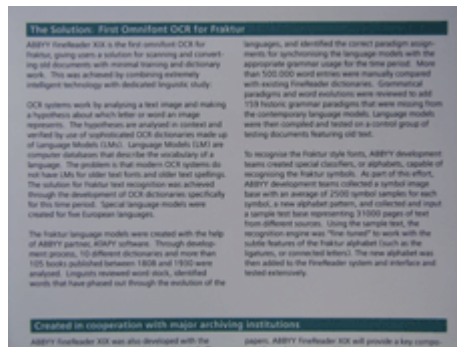 The Solution: First Omnifont OCR for Fraktur
ABBYY FineReader XIX is the first omnifont OCR for
fraktur, giving users a solution for scanning and convert-
ing old documents with minimal training and dictionary
work. This was achieved by combining extremely
intelligent technology with dedicated linguistic study:
OCR systems work by analysing a text image and making
a hypothesis about which letter or word an image
represents. The hypotheses are analysed in context and
verified by use of sophisticated OCR dictionaries made up
of Language Models (LMs). Language Models (LM) are
computer databases that describe the vocabulary of a
language. The problem is that modern OCR systems do
not have LMs for older text fonts and older text spellings.
The solution for Fraktur text recognition was achieved
through the development of OCR dictionaries specifically
for this time period. Special language models were
created for five European languages.
The fraktur language models were created with the help
of ABBYY partner, ATAPY software. Through develop-
ment process, 10 different dictionaries and more than
105 books published between 1808 and 1930 were
analysed. Linguists reviewed word stock, identified
words that have phased out through the evolution of the
languages, and identified the correct paradigm assign-
ments for synchronising the language models with the
appropriate grammar usage for the time period. More
than 500.000 word entries were manually compared
with existing FineReader dictionaries. Grammatical
paradigms and word evolutions were reviewed to add
159 historic grammar paradigms that were missing from
the contemporary language models. Language models
were then compiled and tested on a control group of
testing documents featuring old text.
To recognise the Fraktur style fonts, ABBYY development
teams created special classifiers, or alphabets, capable of
recognising the fraktur symbols. As part of this effort,
ABBYY development teams collected a symbol image
base with an average of 2500 symbol samples for each
symbol, a new alphabet pattern, and collected and input
a sample test base representing 31000 pages of text
from different sources. Using the sample text, the
recognition engine was "fine tuned" to work with the
subtle features of the fraktur alphabet (such as the
ligatures, or connected letters). The new alphabet was
then added to the FineReader system and interface and
tested extensively.
Created in cooperation with major archiving institutions
ABBYY FineReader XIX was also developed with the
papers. ABBYY FineReader XIX will provide a key compo-